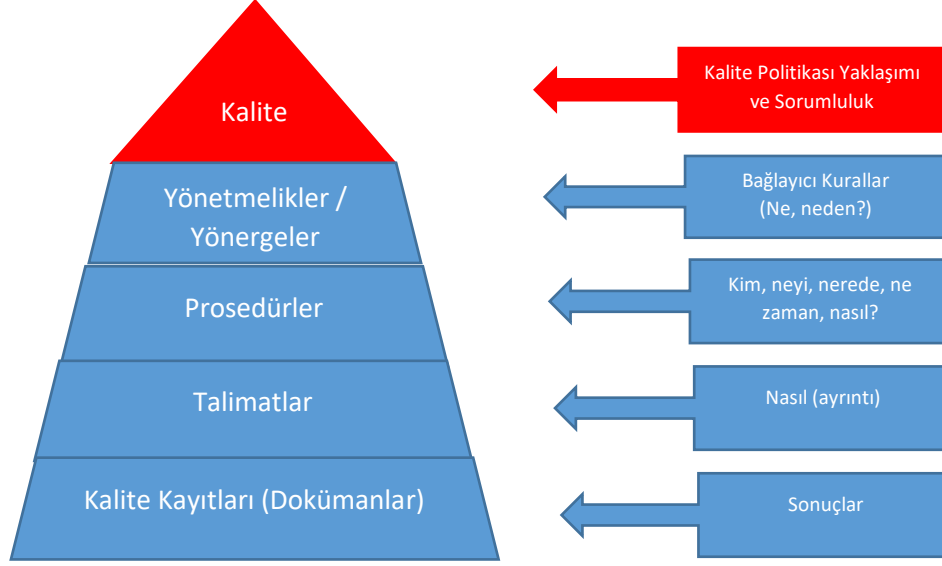 Kalite
Kalite Politikası Yaklaşımı
ve Sorumluluk
Yönetmelikler /
Yönergeler
Bağlayıcı Kurallar
(Ne, neden?)
Prosedürler
Kim, neyi, nerede, ne
zaman, nasıl?
Talimatlar
Nasıl (ayrıntı)
Kalite Kayıtları (Dokümanlar)
Sonuçlar